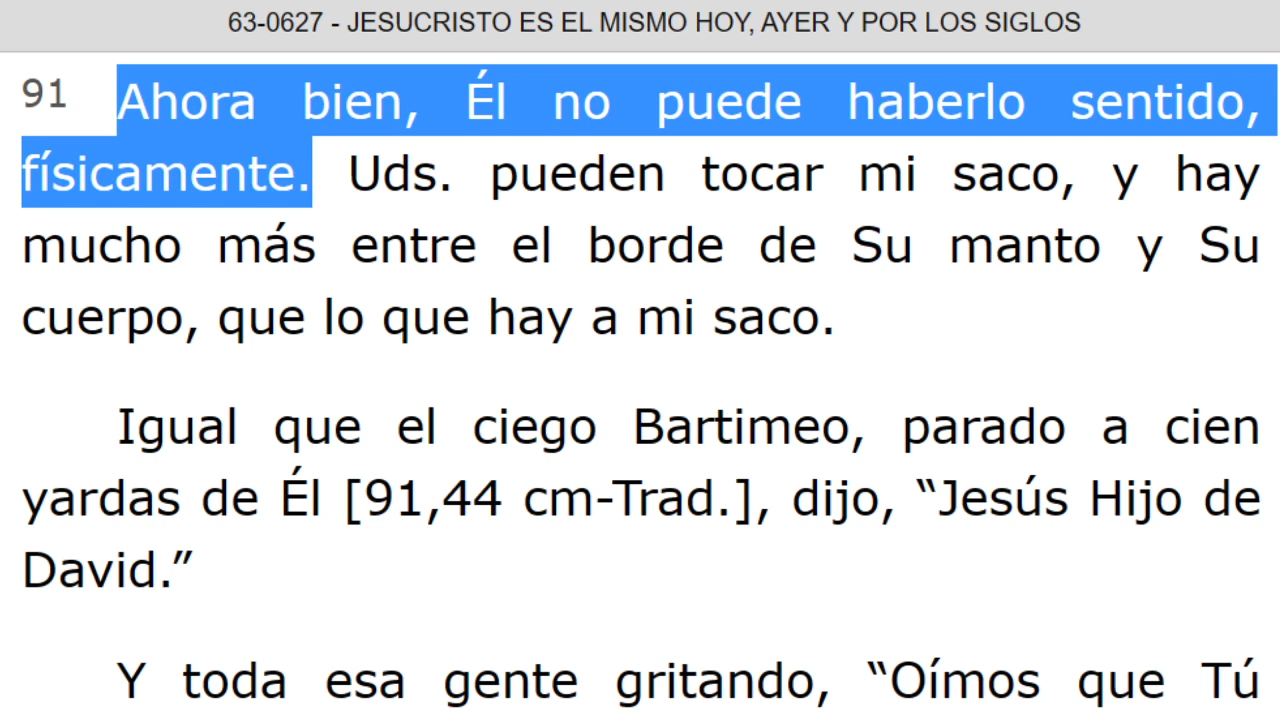 63-0627 - JESUCRISTO ES EL MISMO HOY, AYER Y POR LOS SIGLOS
91 Ahora bien, Él no puede haberlo sentido,
físicamente. Uds. pueden tocar mi saco, y hay
mucho más entre el borde de Su manto y Su
cuerpo, que lo que hay a mi saco.
Igual que el ciego Bartimeo, parado a cien
yardas de Él [91,44 cm-Trad.], dijo, “Jesús Hijo de
David.”
Y toda esa gente gritando, “Oímos que Tú